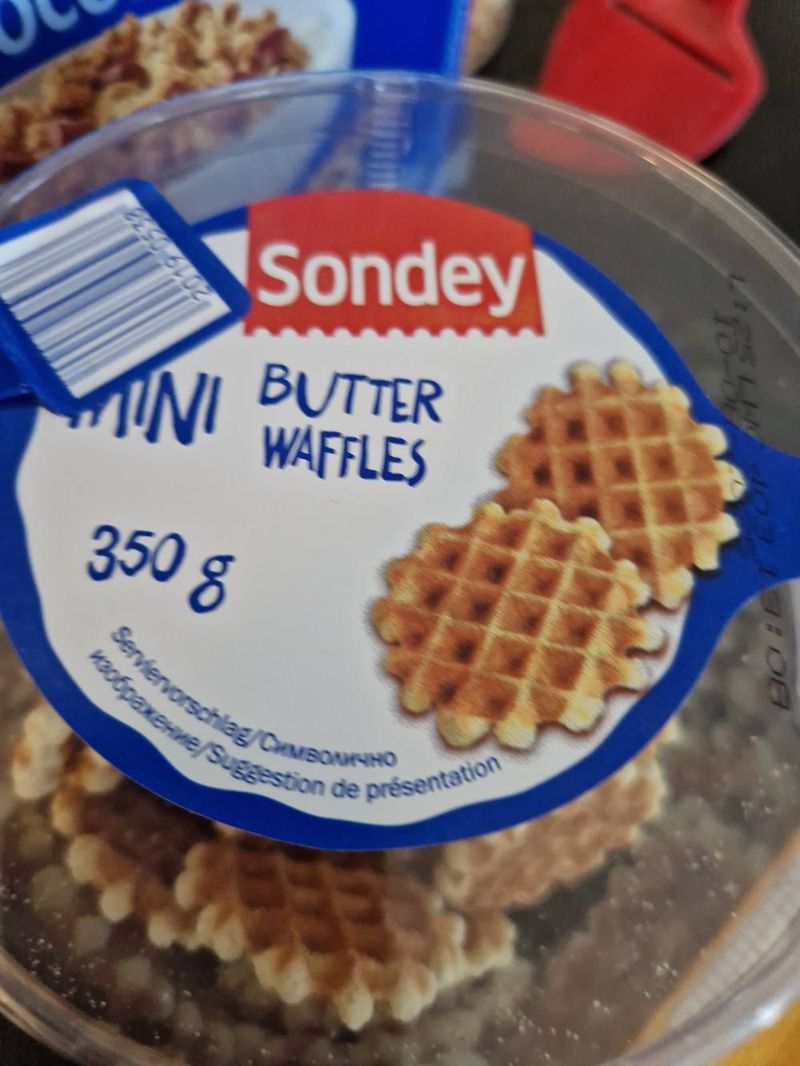 Sondey
MINI BUTTER
WAFFLES
350 g
Serviervorschlag/Символично
изображение/Suggestion de présentation